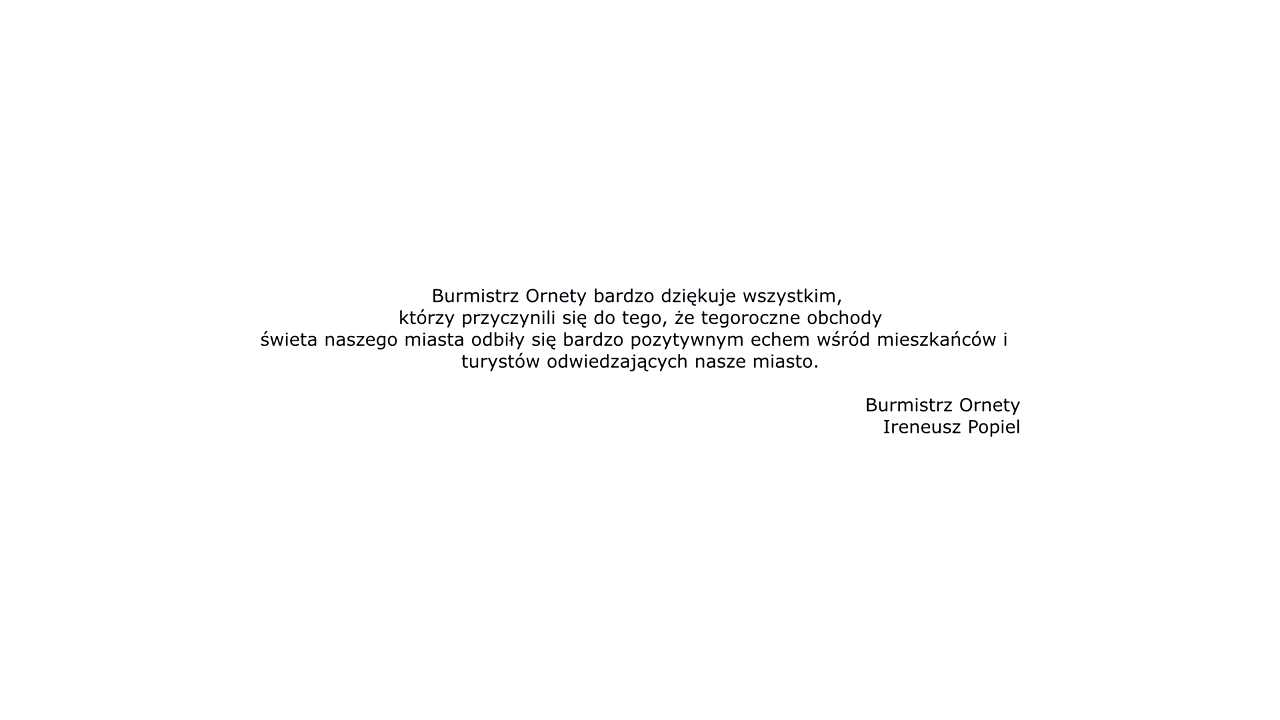 Burmistrz Ornety bardzo dziękuje wszystkim,
którzy przyczynili się do tego, że tegoroczne obchody
świeta naszego miasta odbiły się bardzo pozytywnym echem wśród mieszkańców i
turystów odwiedzających nasze miasto.
Burmistrz Ornety
Ireneusz Popiel